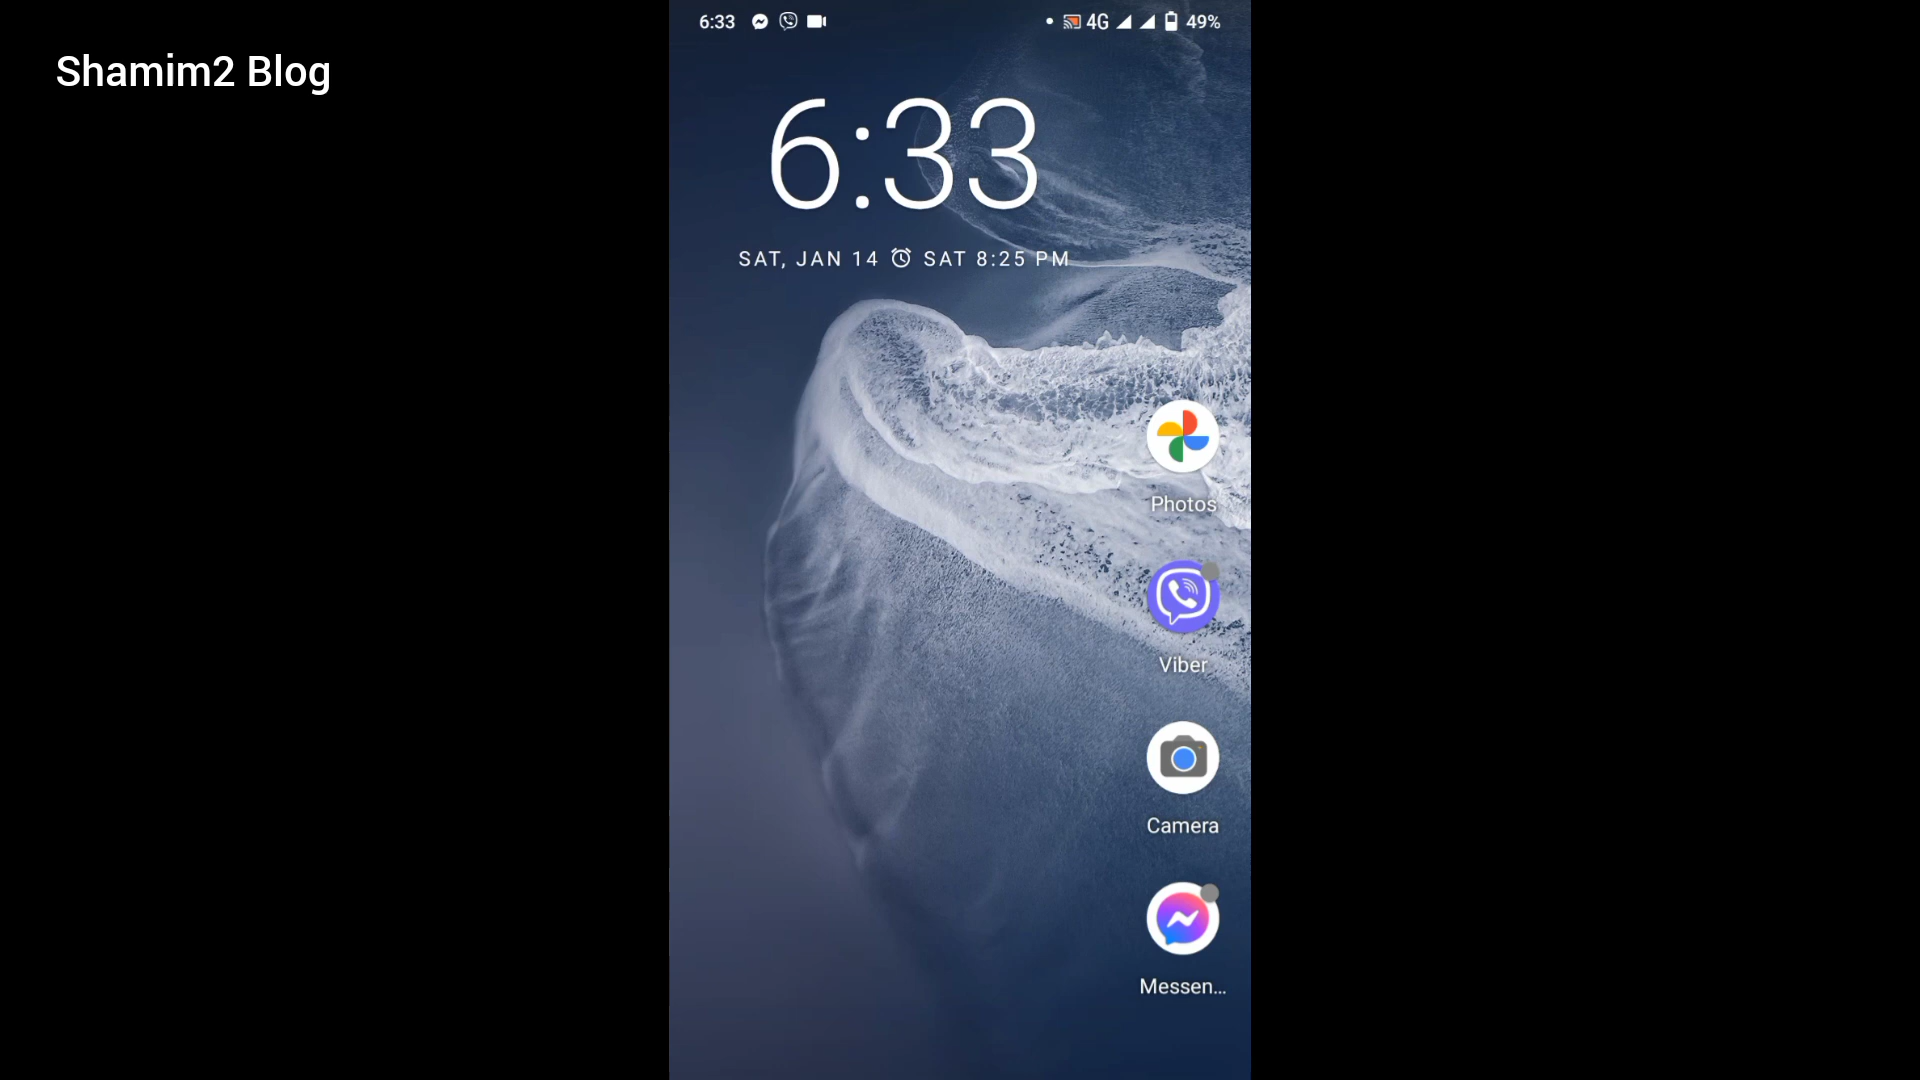 Shamim2 Blog
6:33 4G 49%
6:33
SAT, JAN 14 SAT 8:25 PM
Photos
Viber
Camera
Messen...